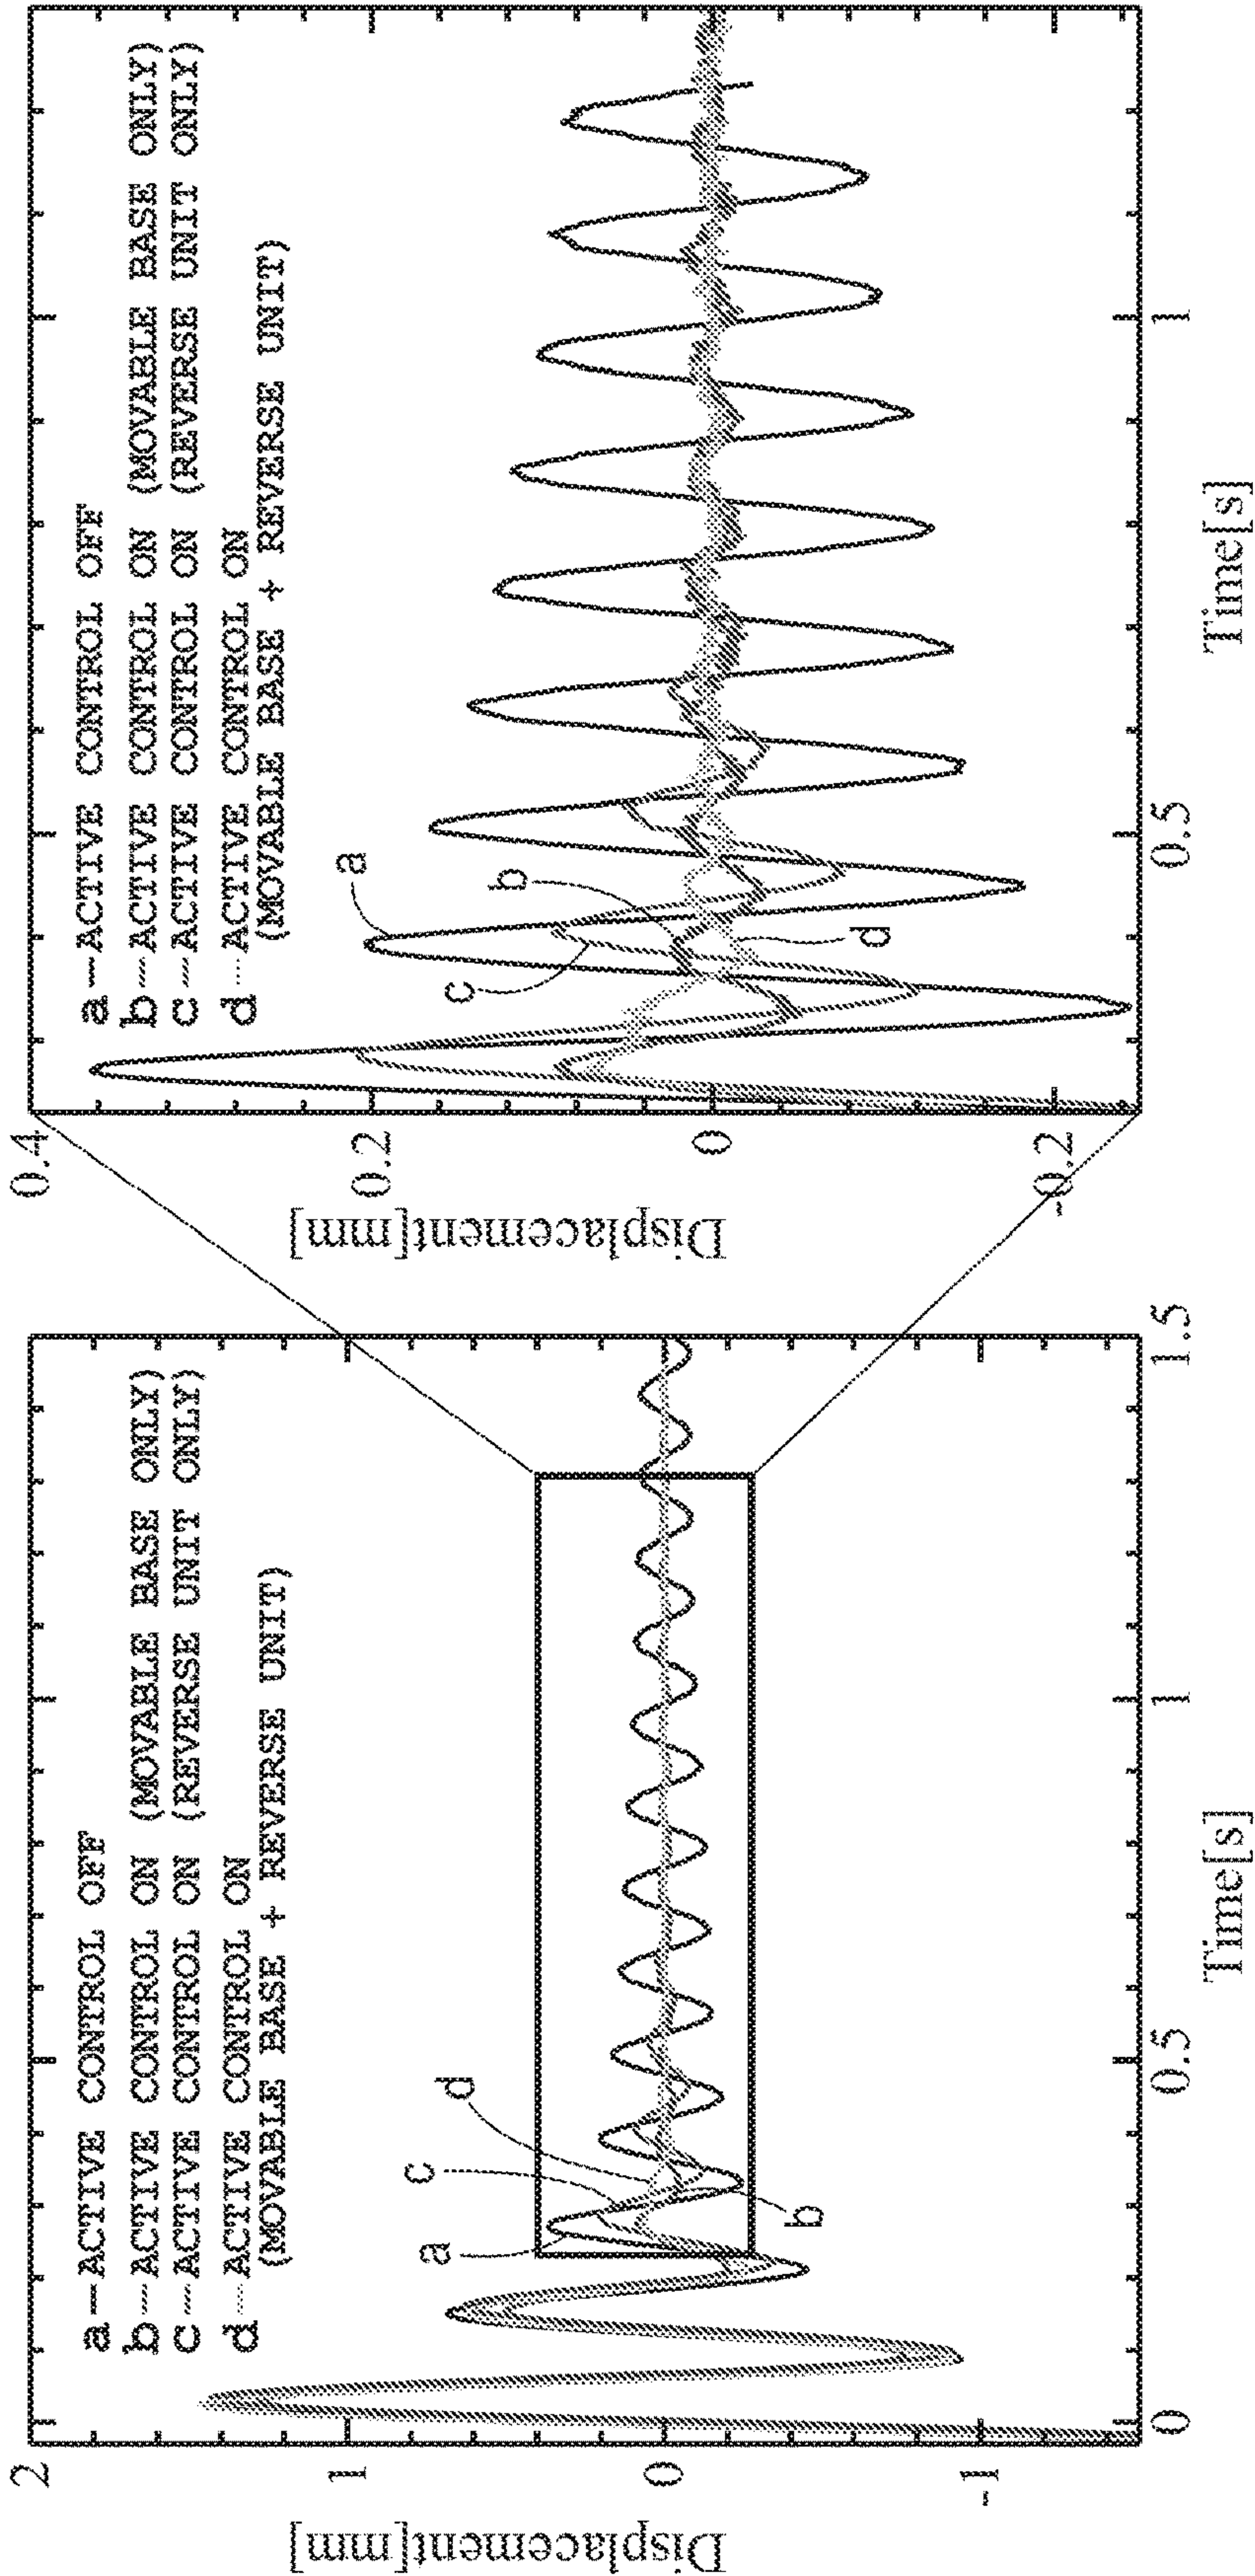 2
1
0
-1
Displacement[mm]
a — ACTIVE CONTROL OFF
b ---- ACTIVE CONTROL ON (MOVABLE BASE ONLY)
c ---- ACTIVE CONTROL ON (REVERSE UNIT ONLY)
d ····· ACTIVE CONTROL ON
(MOVABLE BASE + REVERSE UNIT)
a
c
d
b
0
0.5
1
1.5
Time[s]
0.4
0.2
0
-0.2
Displacement[mm]
a — ACTIVE CONTROL OFF
b ---- ACTIVE CONTROL ON (MOVABLE BASE ONLY)
c ---- ACTIVE CONTROL ON (REVERSE UNIT ONLY)
d ····· ACTIVE CONTROL ON
(MOVABLE BASE + REVERSE UNIT)
a
c
b
d
0.5
1
Time[s]